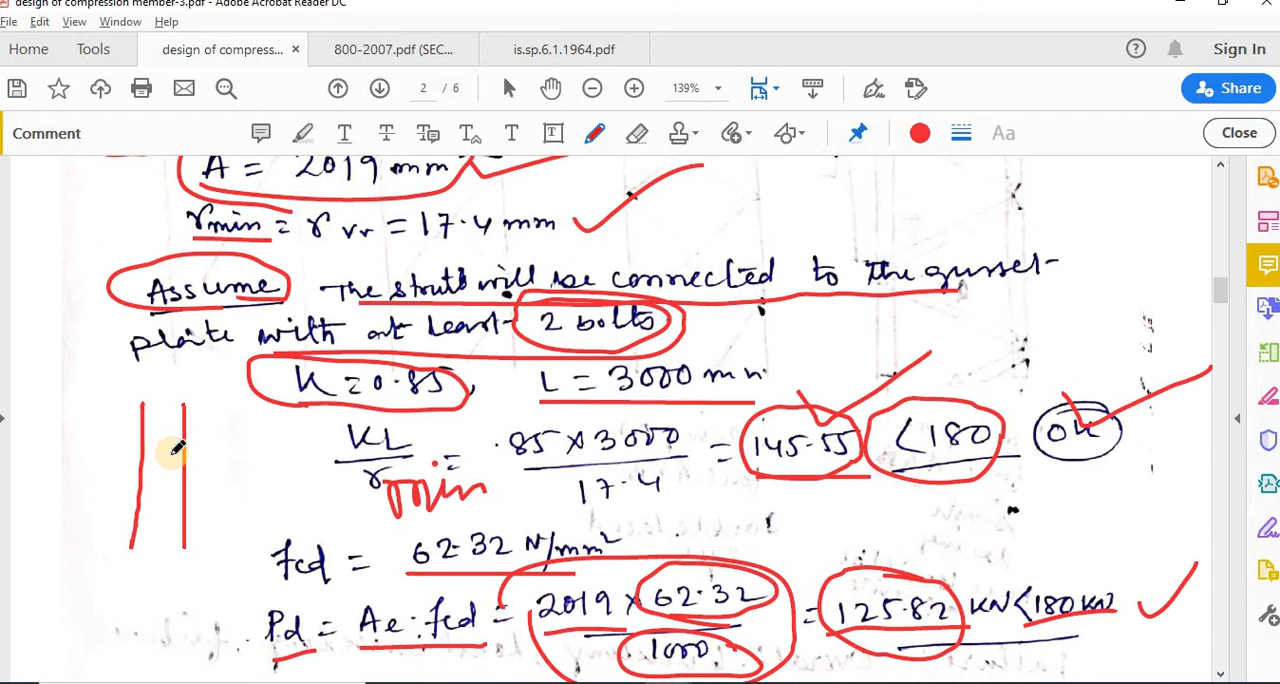 design of compression member-3.pdf - Adobe Acrobat Reader DC
File Edit View Window Help
Home Tools design of compress... × 800-2007.pdf (SEC... is.sp.6.1.1964.pdf Sign In
2 / 6 139% Share
Comment Aa Close
A = 2019 mm
rmin = r vv = 17.4 mm
Assume The struts will be connected to the gusset-
plate with at least- 2 bolts
K = 0.85, L = 3000 mm
KL/rmin = .85 × 3000/17.4 = 145.55 < 180 OK
fcd = 62.32 N/mm²
Pd = Ae.fcd = 2019 × 62.32/1000 = 125.82 KN < 180 KN